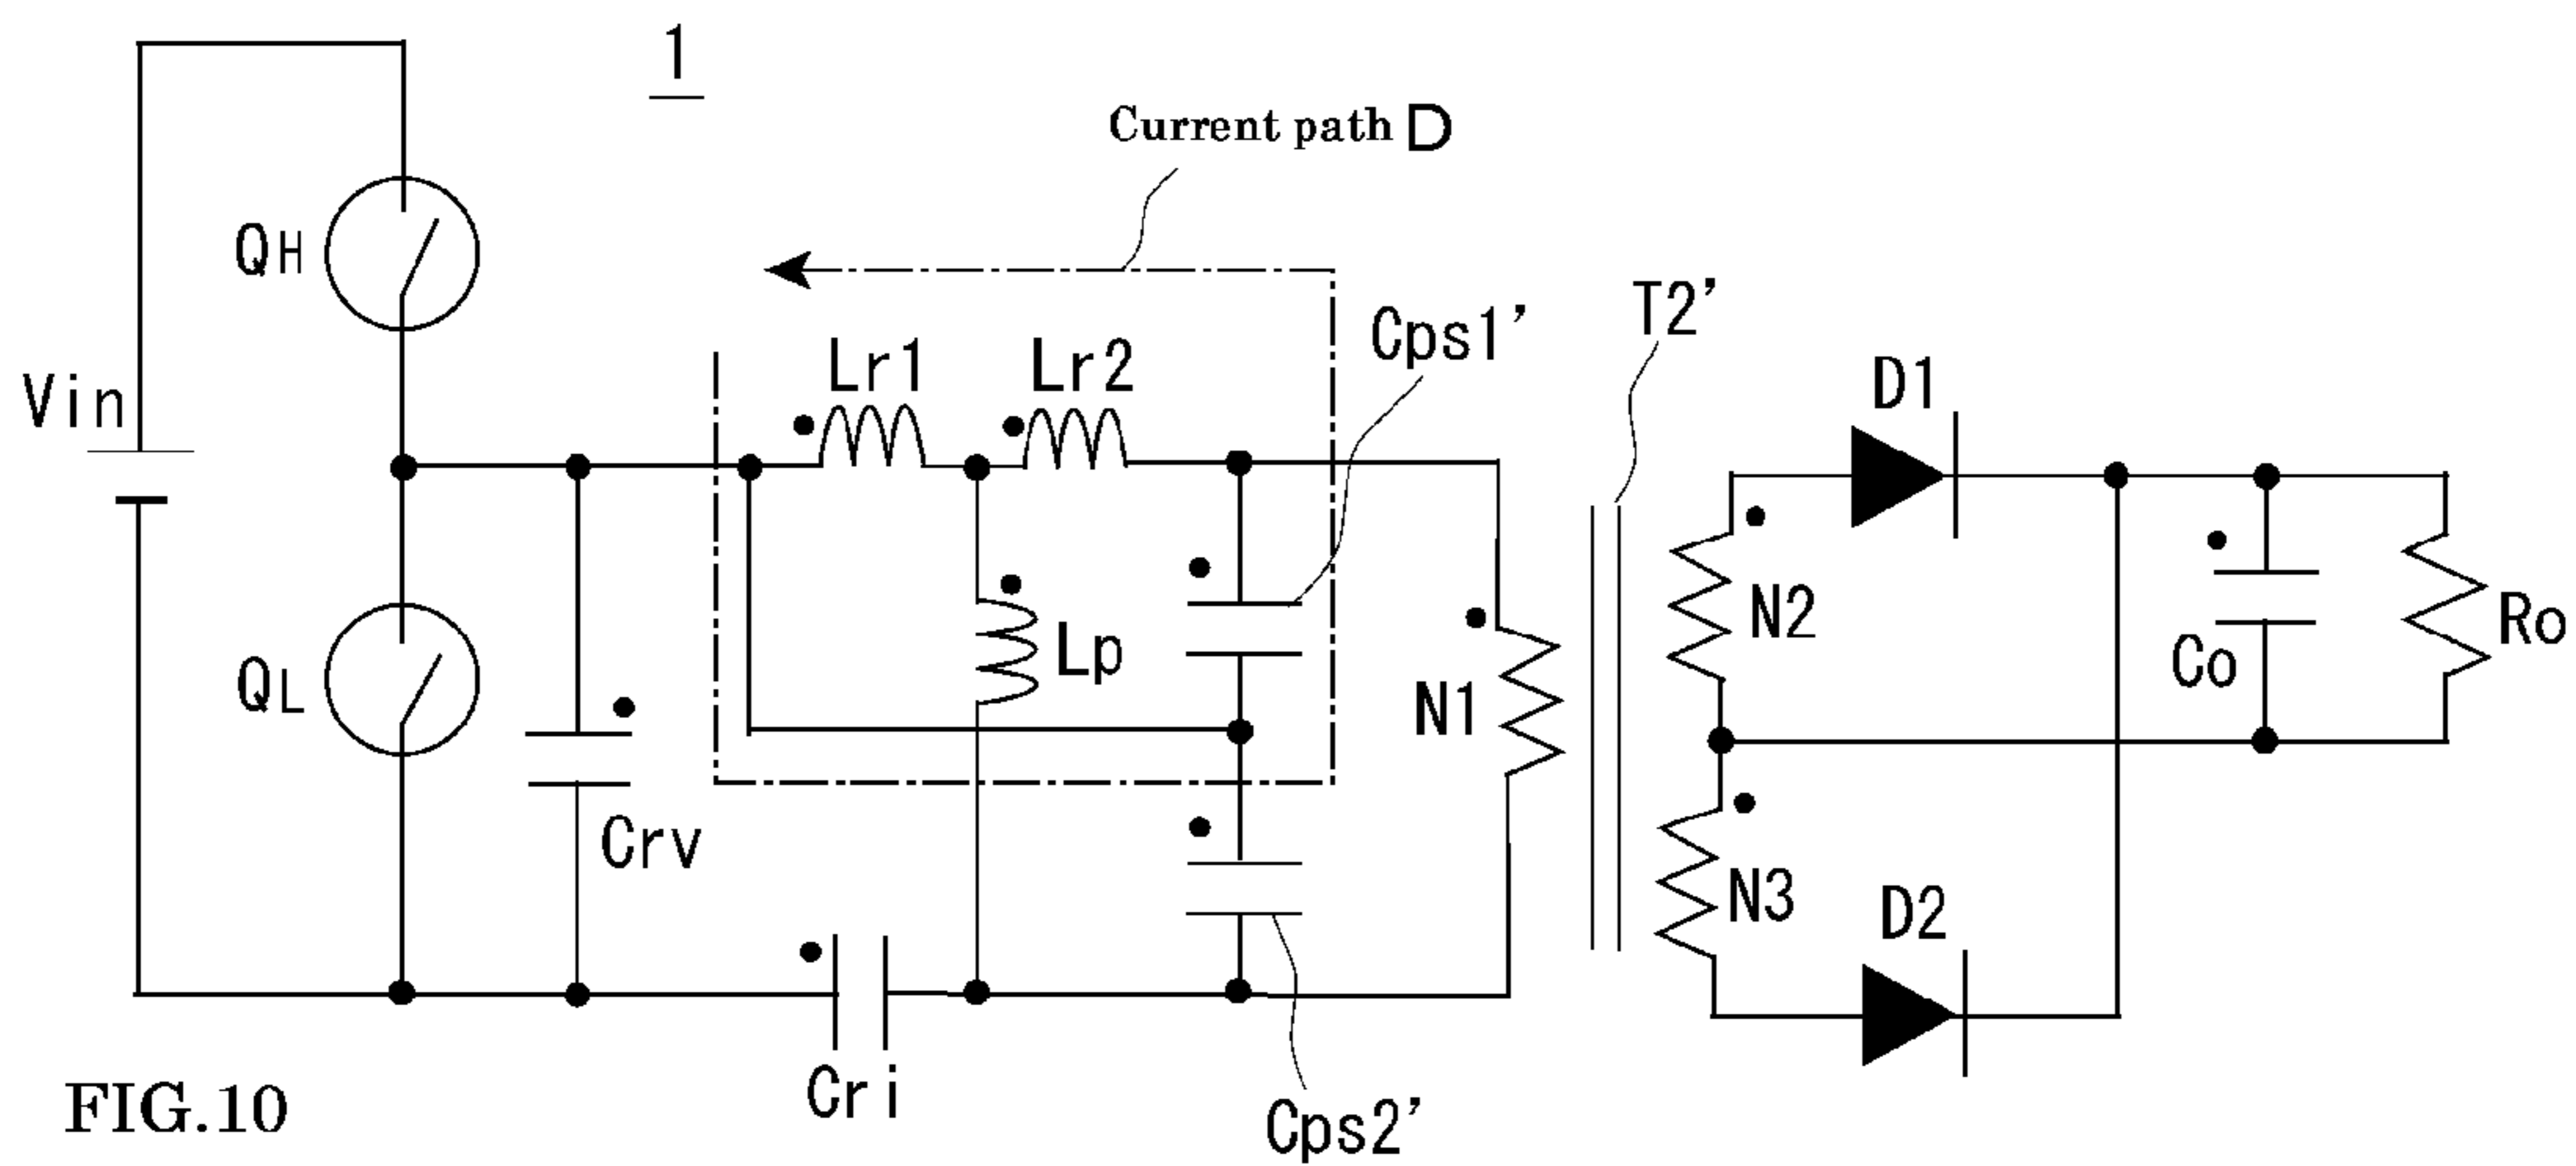 1
Current path D
QH
T2'
Cps1'
Lr1
Lr2
D1
Vin
N2
Ro
Lp
Co
QL
N1
Crv
N3
D2
Cri
FIG.10
Cps2'